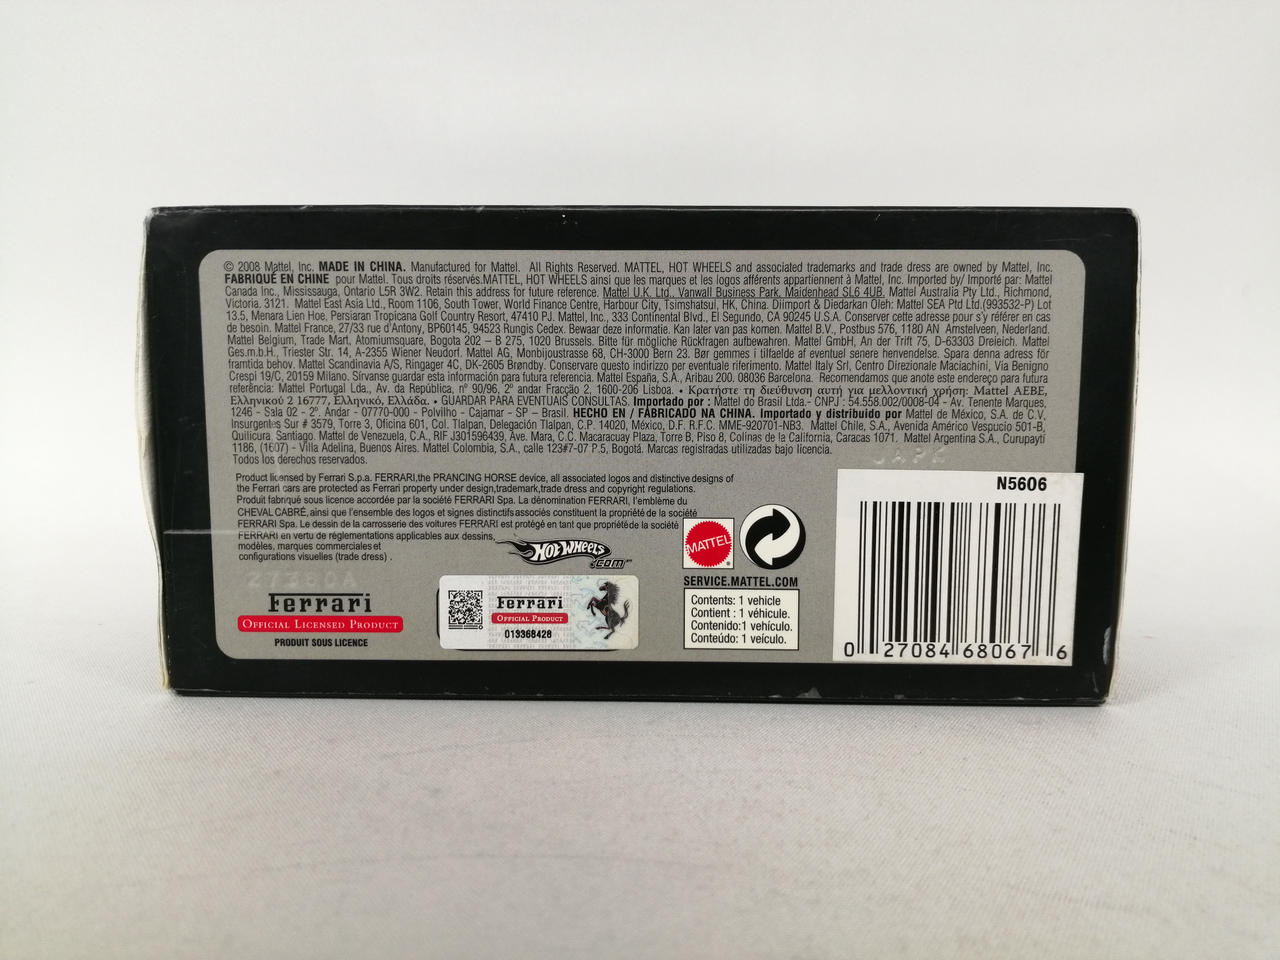 © 2008 Mattel, Inc. MADE IN CHINA. Manufactured for Mattel. All Rights Reserved. MATTEL, HOT WHEELS and associated trademarks and trade dress are owned by Mattel, Inc.
FABRIQUÉ EN CHINE pour Mattel. Tous droits réservés.MATTEL, HOT WHEELS ainsi que les marques et les logos afférents appartiennent à Mattel, Inc. Imported by/ Importé par: Mattel
Canada Inc., Mississauga, Ontario L5R 3W2. Retain this address for future reference. Mattel U.K. Ltd., Vanwall Business Park, Maidenhead SL6 4UB. Mattel Australia Pty Ltd., Richmond,
Victoria. 3121. Mattel East Asia Ltd., Room 1106, South Tower, World Finance Centre, Harbour City, Tsimshatsui, HK, China. Diimport & Diedarkan Oleh: Mattel SEA Ptd Ltd.(993532-P) Lot
13.5, Menara Lien Hoe, Persiaran Tropicana Golf Country Resort, 47410 PJ. Mattel, Inc., 333 Continental Blvd., El Segundo, CA 90245 U.S.A. Conserver cette adresse pour s'y référer en cas
de besoin. Mattel France, 27/33 rue d'Antony, BP60145, 94523 Rungis Cedex. Bewaar deze informatie. Kan later van pas komen. Mattel B.V., Postbus 576, 1180 AN Amstelveen, Nederland.
Mattel Belgium, Trade Mart, Atomiumsquare, Bogota 202 – B 275, 1020 Brussels. Bitte für mögliche Rückfragen aufbewahren. Mattel GmbH, An der Trift 75, D-63303 Dreieich. Mattel
Ges.m.b.H., Triester Str. 14, A-2355 Wiener Neudorf. Mattel AG, Monbijoustrasse 68, CH-3000 Bern 23. Bør gemmes i tilfælde af eventuel senere henvendelse. Spara denna adress för
framtida behov. Mattel Scandinavia A/S, Ringager 4C, DK-2605 Brøndby. Conservare questo indirizzo per eventuale riferimento. Mattel Italy Srl, Centro Direzionale Maciachini, Via Benigno
Crespi 19/C, 20159 Milano. Sírvanse guardar esta información para futura referencia. Mattel España, S.A., Aribau 200. 08036 Barcelona. Recomendamos que anote este endereço para futura
referência: Mattel Portugal Lda., Av. da República, nº 90/96, 2º andar Fracção 2, 1600-206 Lisboa. • Κρατήστε τη διεύθυνση αυτή για μελλοντική χρήση: Mattel AEBE,
Ελληνικού 2 16777, Ελληνικό, Ελλάδα. • GUARDAR PARA EVENTUAIS CONSULTAS. Importado por : Mattel do Brasil Ltda.- CNPJ : 54.558.002/0008-04 - Av. Tenente Marques,
1246 - Sala 02 - 2º. Andar - 07770-000 - Polvilho - Cajamar - SP – Brasil. HECHO EN / FABRICADO NA CHINA. Importado y distribuido por Mattel de México, S.A. de C.V,
Insurgentes Sur # 3579, Torre 3, Oficina 601, Col. Tlalpan, Delegación Tlalpan, C.P. 14020, México, D.F. R.F.C. MME-920701-NB3. Mattel Chile, S.A., Avenida Américo Vespucio 501-B,
Quilicura, Santiago. Mattel de Venezuela, C.A., RIF J301596439, Ave. Mara, C.C. Macaracuay Plaza, Torre B, Piso 8, Colinas de la California, Caracas 1071. Mattel Argentina S.A., Curupaytí
1186, (1607) - Villa Adelina, Buenos Aires. Mattel Colombia, S.A., calle 123#7-07 P.5, Bogotá. Marcas registradas utilizadas bajo licencia.
Todos los derechos reservados.
Product licensed by Ferrari S.p.a. FERRARI,the PRANCING HORSE device, all associated logos and distinctive designs of
the Ferrari cars are protected as Ferrari property under design,trademark,trade dress and copyright regulations.
Produit fabriqué sous licence accordée par la société FERRARI Spa. La dénomination FERRARI, l'emblème du
CHEVAL CABRÉ, ainsi que l'ensemble des logos et signes distinctifs associés constituent la propriété de la société
FERRARI Spa. Le dessin de la carrosserie des voitures FERRARI est protégé en tant que propriété de la société
FERRARI en vertu de réglementations applicables aux dessins,
modèles, marques commerciales et
configurations visuelles (trade dress) .
27380A
Ferrari
OFFICIAL LICENSED PRODUCT
PRODUIT SOUS LICENCE
HOT WHEELS
.COM
Ferrari
OFFICIAL PRODUCT
013368428
MATTEL
SERVICE.MATTEL.COM
Contents: 1 vehicle
Contient : 1 véhicule.
Contenido:1 vehículo.
Conteúdo: 1 veículo.
N5606
0 27084 68067 6